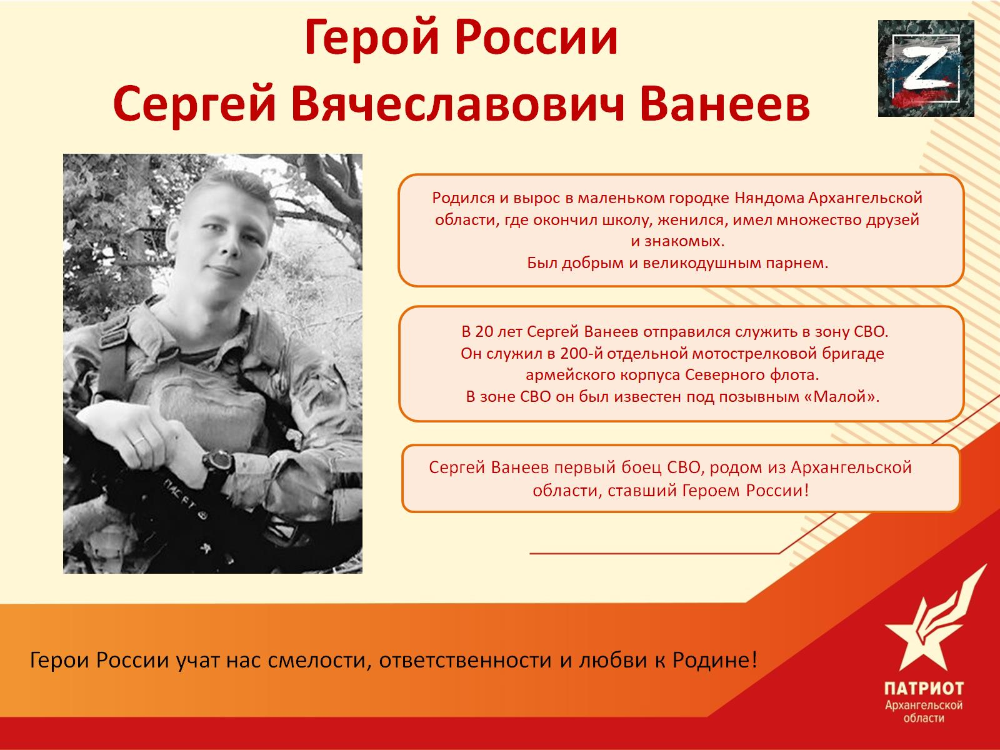 Герой России
Сергей Вячеславович Ванеев
Z
Родился и вырос в маленьком городке Няндома Архангельской
области, где окончил школу, женился, имел множество друзей
и знакомых.
Был добрым и великодушным парнем.
В 20 лет Сергей Ванеев отправился служить в зону СВО.
Он служил в 200-й отдельной мотострелковой бригаде
армейского корпуса Северного флота.
В зоне СВО он был известен под позывным «Малой».
Сергей Ванеев первый боец СВО, родом из Архангельской
области, ставший Героем России!
Герои России учат нас смелости, ответственности и любви к Родине!
ПАТРИОТ
Архангельской
области